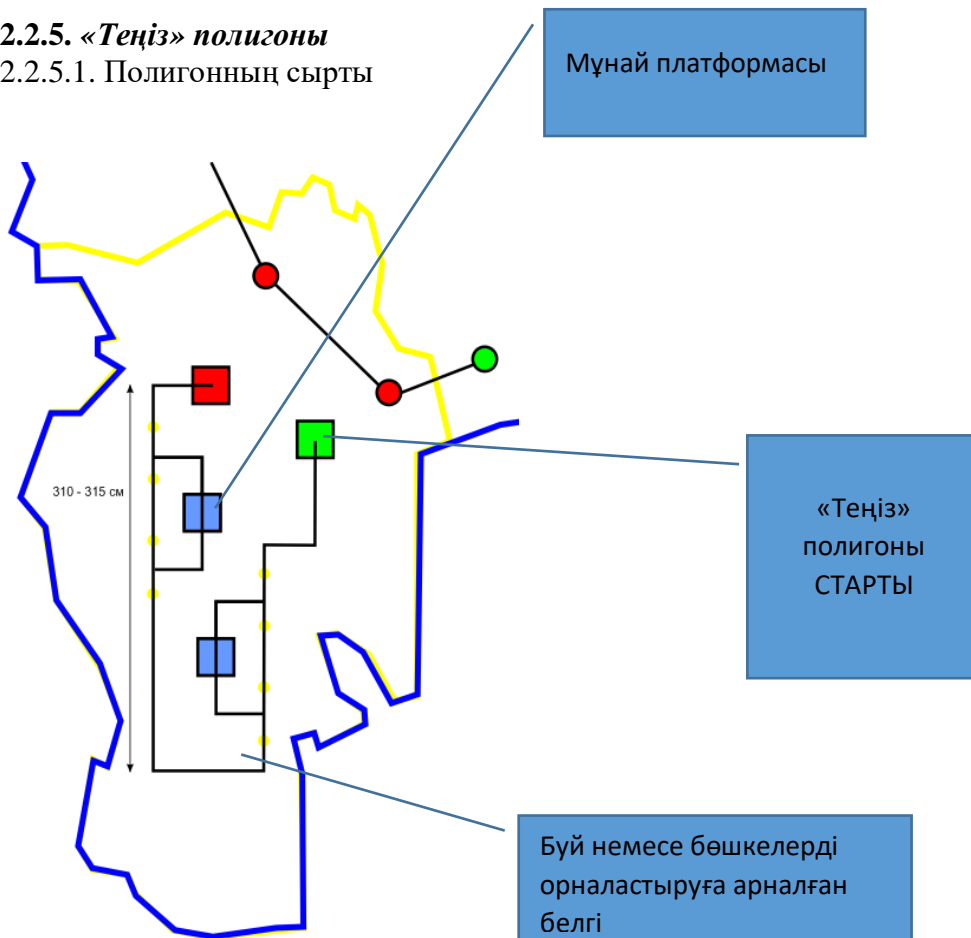 2.2.5. «Теңіз» полигоны
2.2.5.1. Полигонның сырты
Мұнай платформасы
310 - 315 см
«Теңіз»
полигоны
СТАРТЫ
Буй немесе бөшкелерді
орналастыруға арналған
белгі